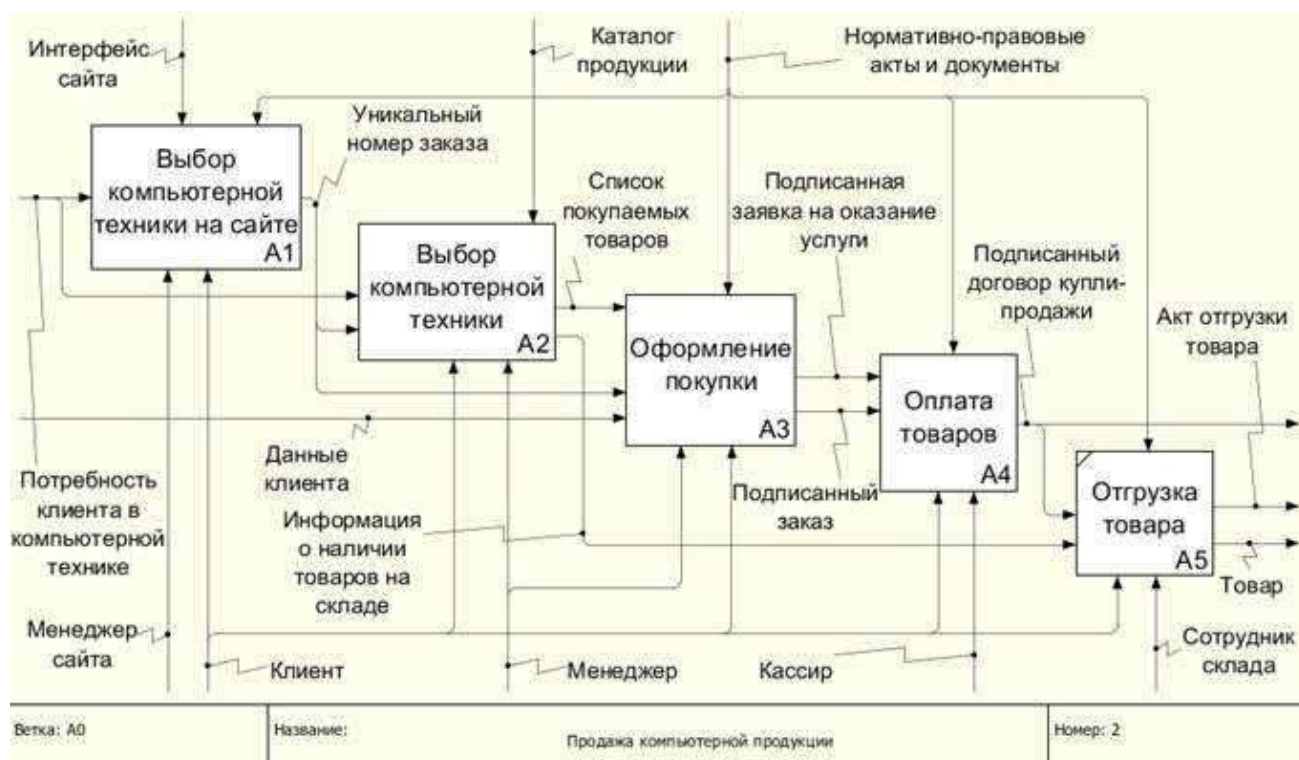 Интерфейс
сайта
Каталог
продукции
Нормативно-правовые
акты и документы
Уникальный
номер заказа
Выбор
компьютерной
техники на сайте
A1
Список
покупаемых
товаров
Подписанная
заявка на оказание
услуги
Выбор
компьютерной
техники
A2
Подписанный
договор купли-
продажи
Акт отгрузки
товара
Оформление
покупки
A3
Оплата
товаров
A4
Данные
клиента
Потребность
клиента в
компьютерной
технике
Информация
о наличии
товаров на
складе
Подписанный
заказ
Отгрузка
товара
A5
Товар
Менеджер
сайта
Клиент
Менеджер
Кассир
Сотрудник
склада
Ветка: A0
Название:
Продажа компьютерной продукции
Номер: 2